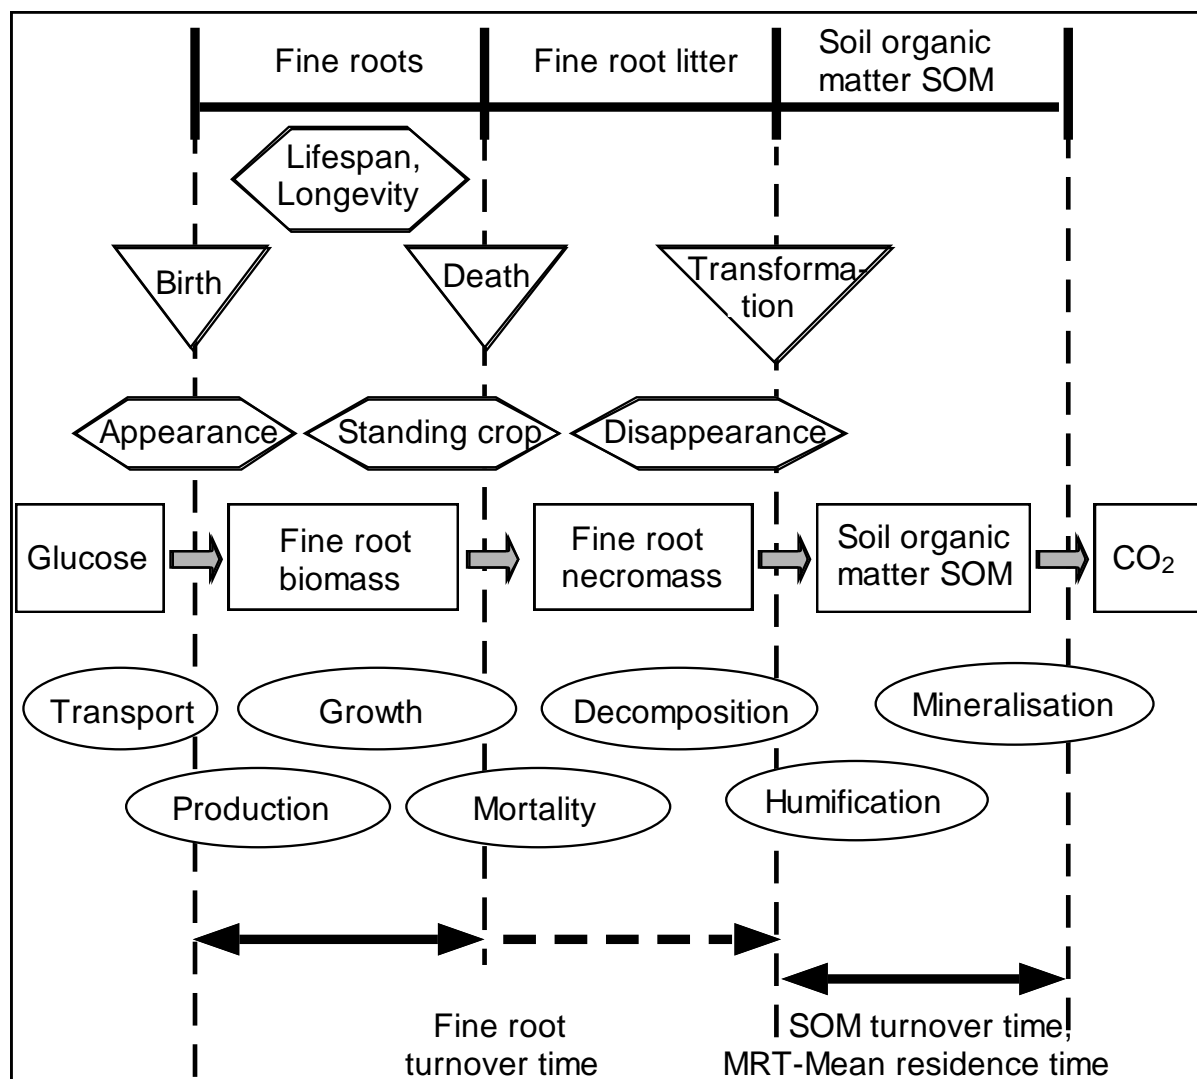 Fine roots
Fine root litter
Soil organic
matter SOM
Lifespan,
Longevity
Birth
Death
Transforma-
tion
Appearance
Standing crop
Disappearance
Glucose
Fine root
biomass
Fine root
necromass
Soil organic
matter SOM
CO₂
Transport
Growth
Decomposition
Mineralisation
Production
Mortality
Humification
Fine root
turnover time
SOM turnover time,
MRT-Mean residence time